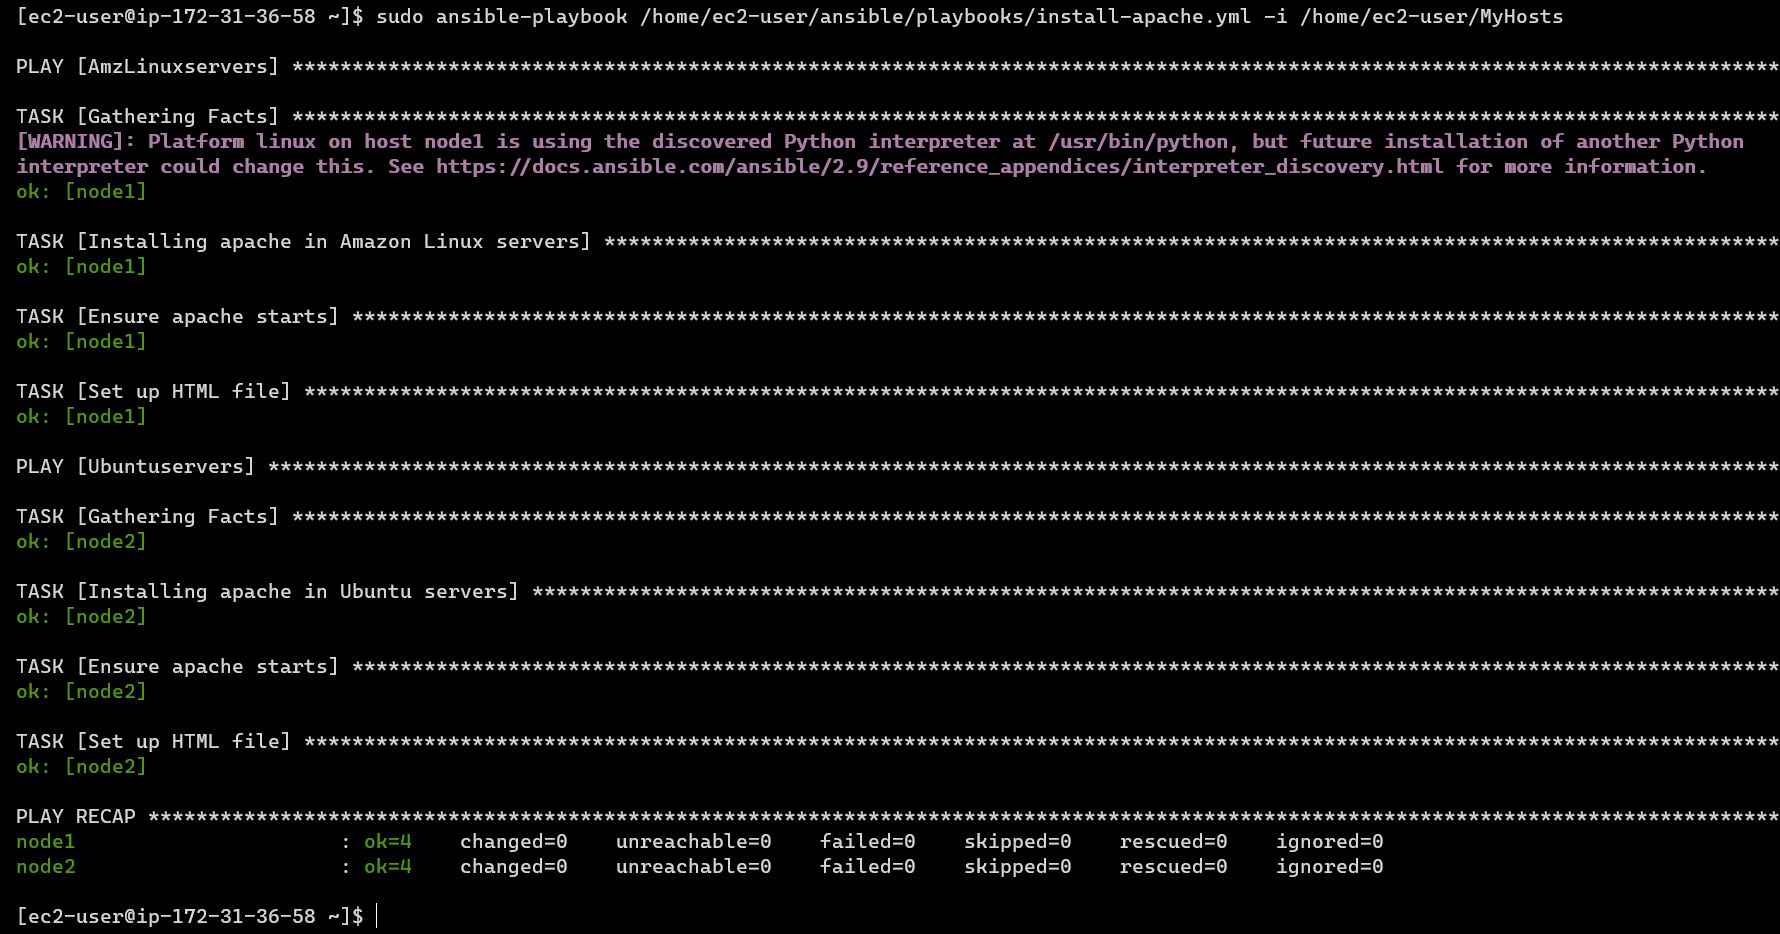 [ec2-user@ip-172-31-36-58 ~]$ sudo ansible-playbook /home/ec2-user/ansible/playbooks/install-apache.yml -i /home/ec2-user/MyHosts
PLAY [AmzLinuxservers] ****************************************************************************************************************************
TASK [Gathering Facts] ****************************************************************************************************************************
[WARNING]: Platform linux on host node1 is using the discovered Python interpreter at /usr/bin/python, but future installation of another Python
interpreter could change this. See https://docs.ansible.com/ansible/2.9/reference_appendices/interpreter_discovery.html for more information.
ok: [node1]
TASK [Installing apache in Amazon Linux servers] **************************************************************************************************
ok: [node1]
TASK [Ensure apache starts] ***********************************************************************************************************************
ok: [node1]
TASK [Set up HTML file] ***************************************************************************************************************************
ok: [node1]
PLAY [Ubuntuservers] ******************************************************************************************************************************
TASK [Gathering Facts] ****************************************************************************************************************************
ok: [node2]
TASK [Installing apache in Ubuntu servers] ********************************************************************************************************
ok: [node2]
TASK [Ensure apache starts] ***********************************************************************************************************************
ok: [node2]
TASK [Set up HTML file] ***************************************************************************************************************************
ok: [node2]
PLAY RECAP ****************************************************************************************************************************************
node1                      : ok=4    changed=0    unreachable=0    failed=0    skipped=0    rescued=0    ignored=0
node2                      : ok=4    changed=0    unreachable=0    failed=0    skipped=0    rescued=0    ignored=0
[ec2-user@ip-172-31-36-58 ~]$